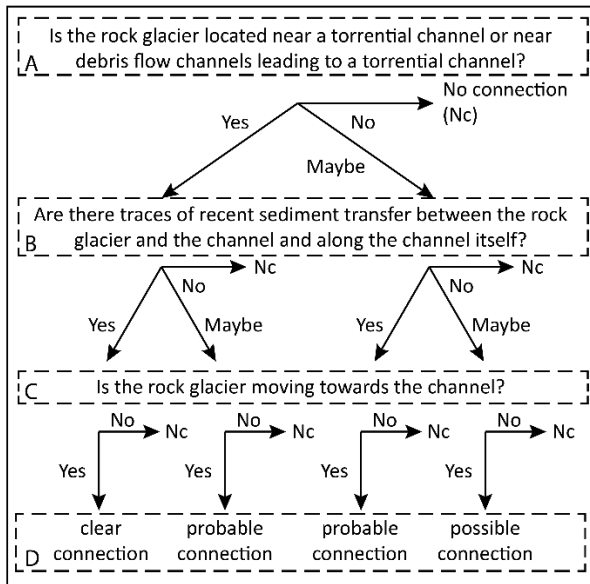 Is the rock glacier located near a torrential channel or near
A debris flow channels leading to a torrential channel?
No connection
(Nc)
Yes No
Maybe
Are there traces of recent sediment transfer between the rock
B glacier and the channel and along the channel itself?
Nc Nc
No No
Yes Maybe Yes Maybe
C Is the rock glacier moving towards the channel?
No No No No
Nc Nc Nc Nc
Yes Yes Yes Yes
clear probable probable possible
D connection connection connection connection